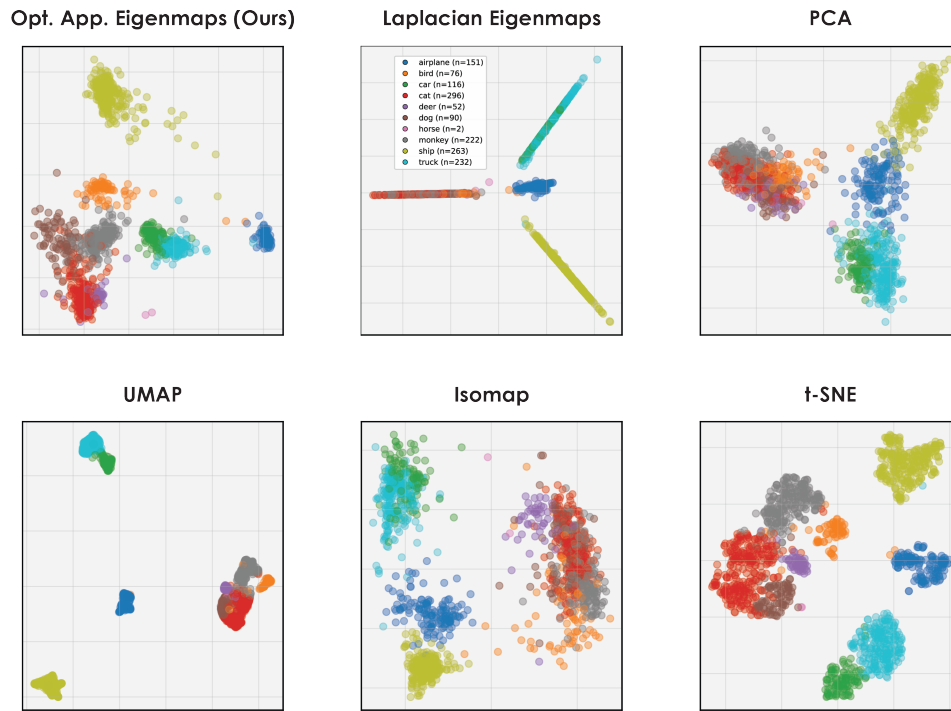 Opt. App. Eigenmaps (Ours)
Laplacian Eigenmaps
PCA
airplane (n=151)
bird (n=76)
car (n=116)
cat (n=296)
deer (n=52)
dog (n=90)
horse (n=2)
monkey (n=222)
ship (n=263)
truck (n=232)
UMAP
Isomap
t-SNE